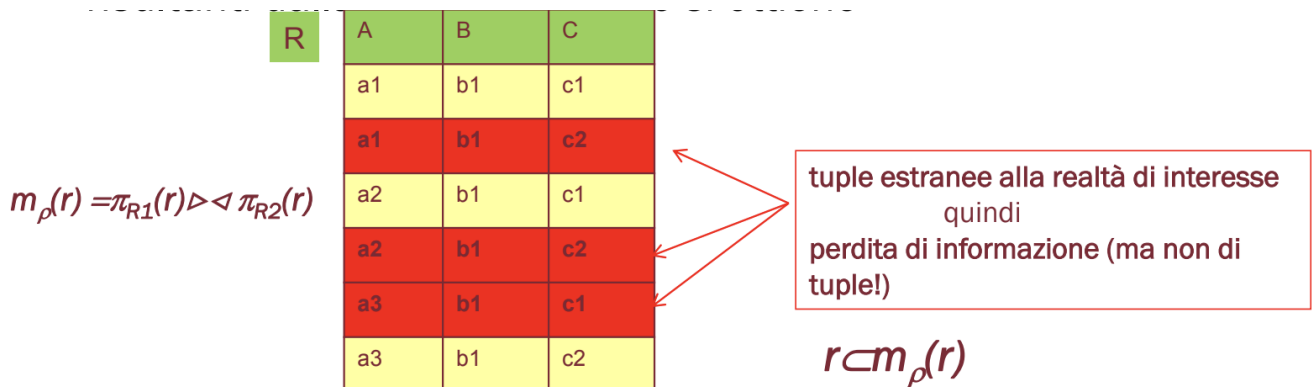 R
A B C
a1 b1 c1
a1 b1 c2
a2 b1 c1
a2 b1 c2
a3 b1 c1
a3 b1 c2
mρ(r) =πR1(r)▷◁ πR2(r)
tuple estranee alla realtà di interesse
quindi
perdita di informazione (ma non di
tuple!)
r⊂mρ(r)